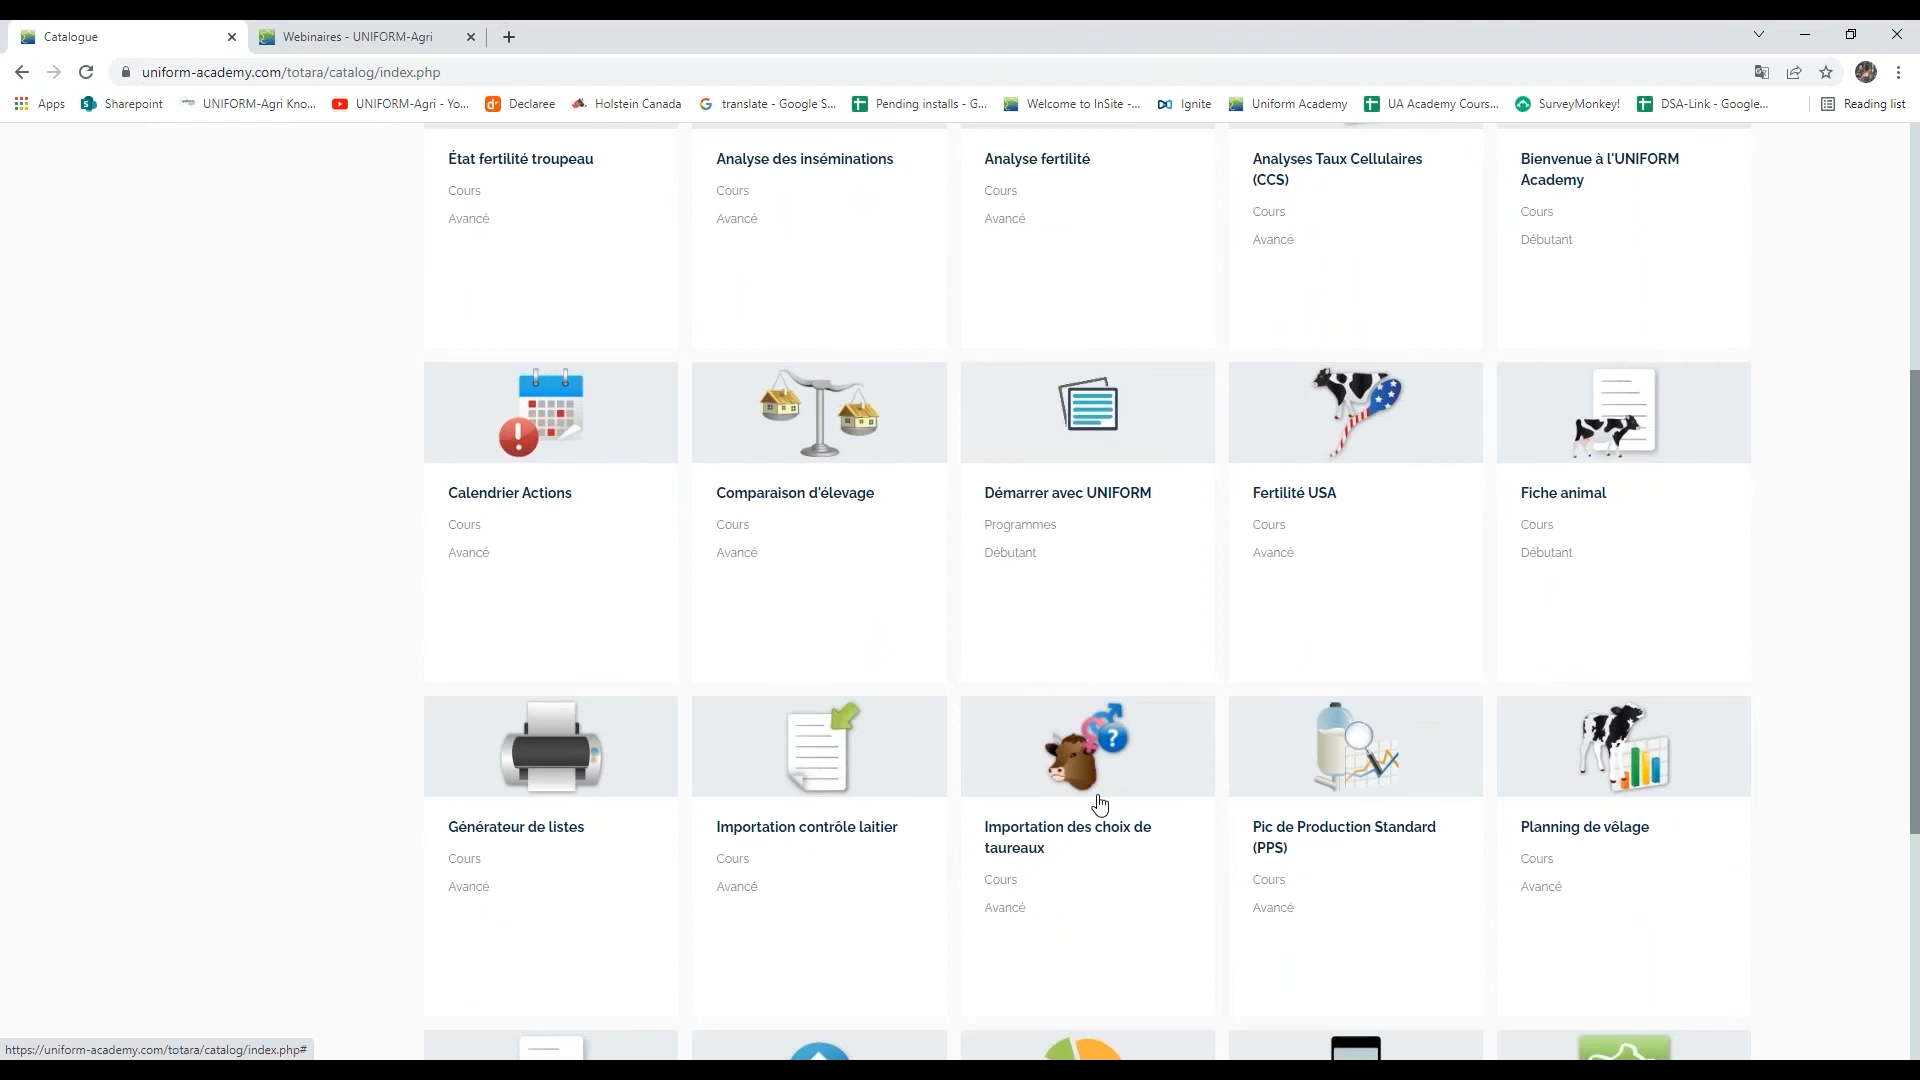 Catalogue
Webinaires - UNIFORM-Agri
uniform-academy.com/totara/catalog/index.php
Apps
Sharepoint
UNIFORM-Agri Kno...
UNIFORM-Agri - Yo...
Declaree
Holstein Canada
translate - Google S...
Pending installs - G...
Welcome to InSite -...
Ignite
Uniform Academy
UA Academy Cours...
SurveyMonkey!
DSA-Link - Google...
Reading list
État fertilité troupeau
Cours
Avancé
Analyse des inséminations
Cours
Avancé
Analyse fertilité
Cours
Avancé
Analyses Taux Cellulaires
(CCS)
Cours
Avancé
Bienvenue à l'UNIFORM
Academy
Cours
Débutant
Calendrier Actions
Cours
Avancé
Comparaison d'élevage
Cours
Avancé
Démarrer avec UNIFORM
Programmes
Débutant
Fertilité USA
Cours
Avancé
Fiche animal
Cours
Débutant
Générateur de listes
Cours
Avancé
Importation contrôle laitier
Cours
Avancé
Importation des choix de
taureaux
Cours
Avancé
Pic de Production Standard
(PPS)
Cours
Avancé
Planning de vêlage
Cours
Avancé
https://uniform-academy.com/totara/catalog/index.php#